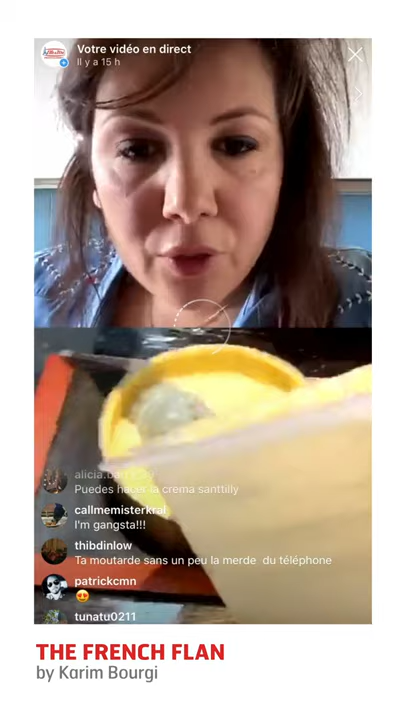 Votre vidéo en direct
Il y a 15 h
Puedes hacer la crema santtilly
callmemisterkral
I'm gangsta!!!
thibdinlow
Ta moutarde sans un peu la merde du téléphone
patrickcmn
😍
tunatu0211
THE FRENCH FLAN
by Karim Bourgi